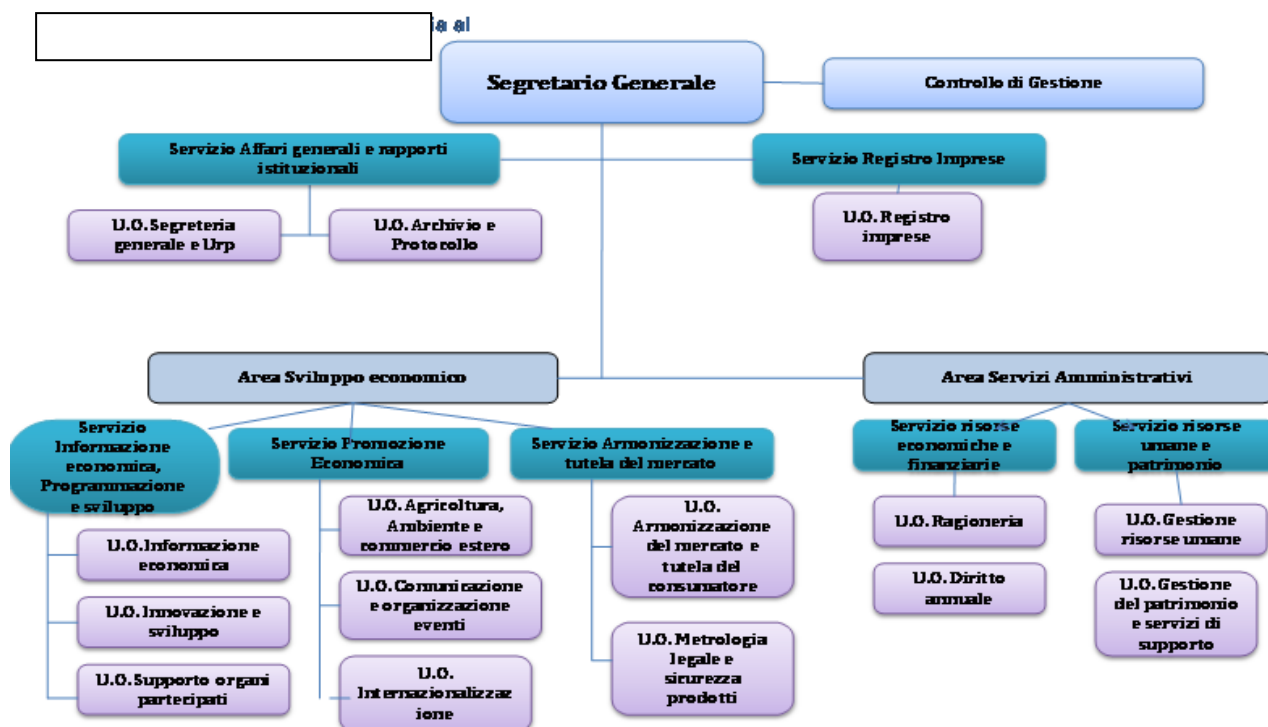 ia al
Segretario Generale
Controllo di Gestione
Servizio Affari generali e rapporti
istituzionali
Servizio Registro Imprese
U.O. Segreteria
generale e Urp
U.O. Archivio e
Protocollo
U.O. Registro
imprese
Area Sviluppo economico
Area Servizi Amministrativi
Servizio
Informazione
economica,
Programmazione
e sviluppo
Servizio Promozione
Economica
Servizio Armonizzazione e
tutela del mercato
Servizio risorse
economiche e
finanziarie
Servizio risorse
umane e
patrimonio
U.O. Informazione
economica
U.O. Innovazione e
sviluppo
U.O. Supporto organi
partecipati
U.O. Agricoltura,
Ambiente e
commercio estero
U.O. Comunicazione
e organizzazione
eventi
U.O.
Internazionalizzaz
ione
U.O.
Armonizzazione
del mercato e
tutela del
consumatore
U.O. Metrologia
legale e
sicurezza
prodotti
U.O. Ragioneria
U.O. Diritto
annuale
U.O. Gestione
risorse umane
U.O. Gestione
del patrimonio
e servizi di
supporto